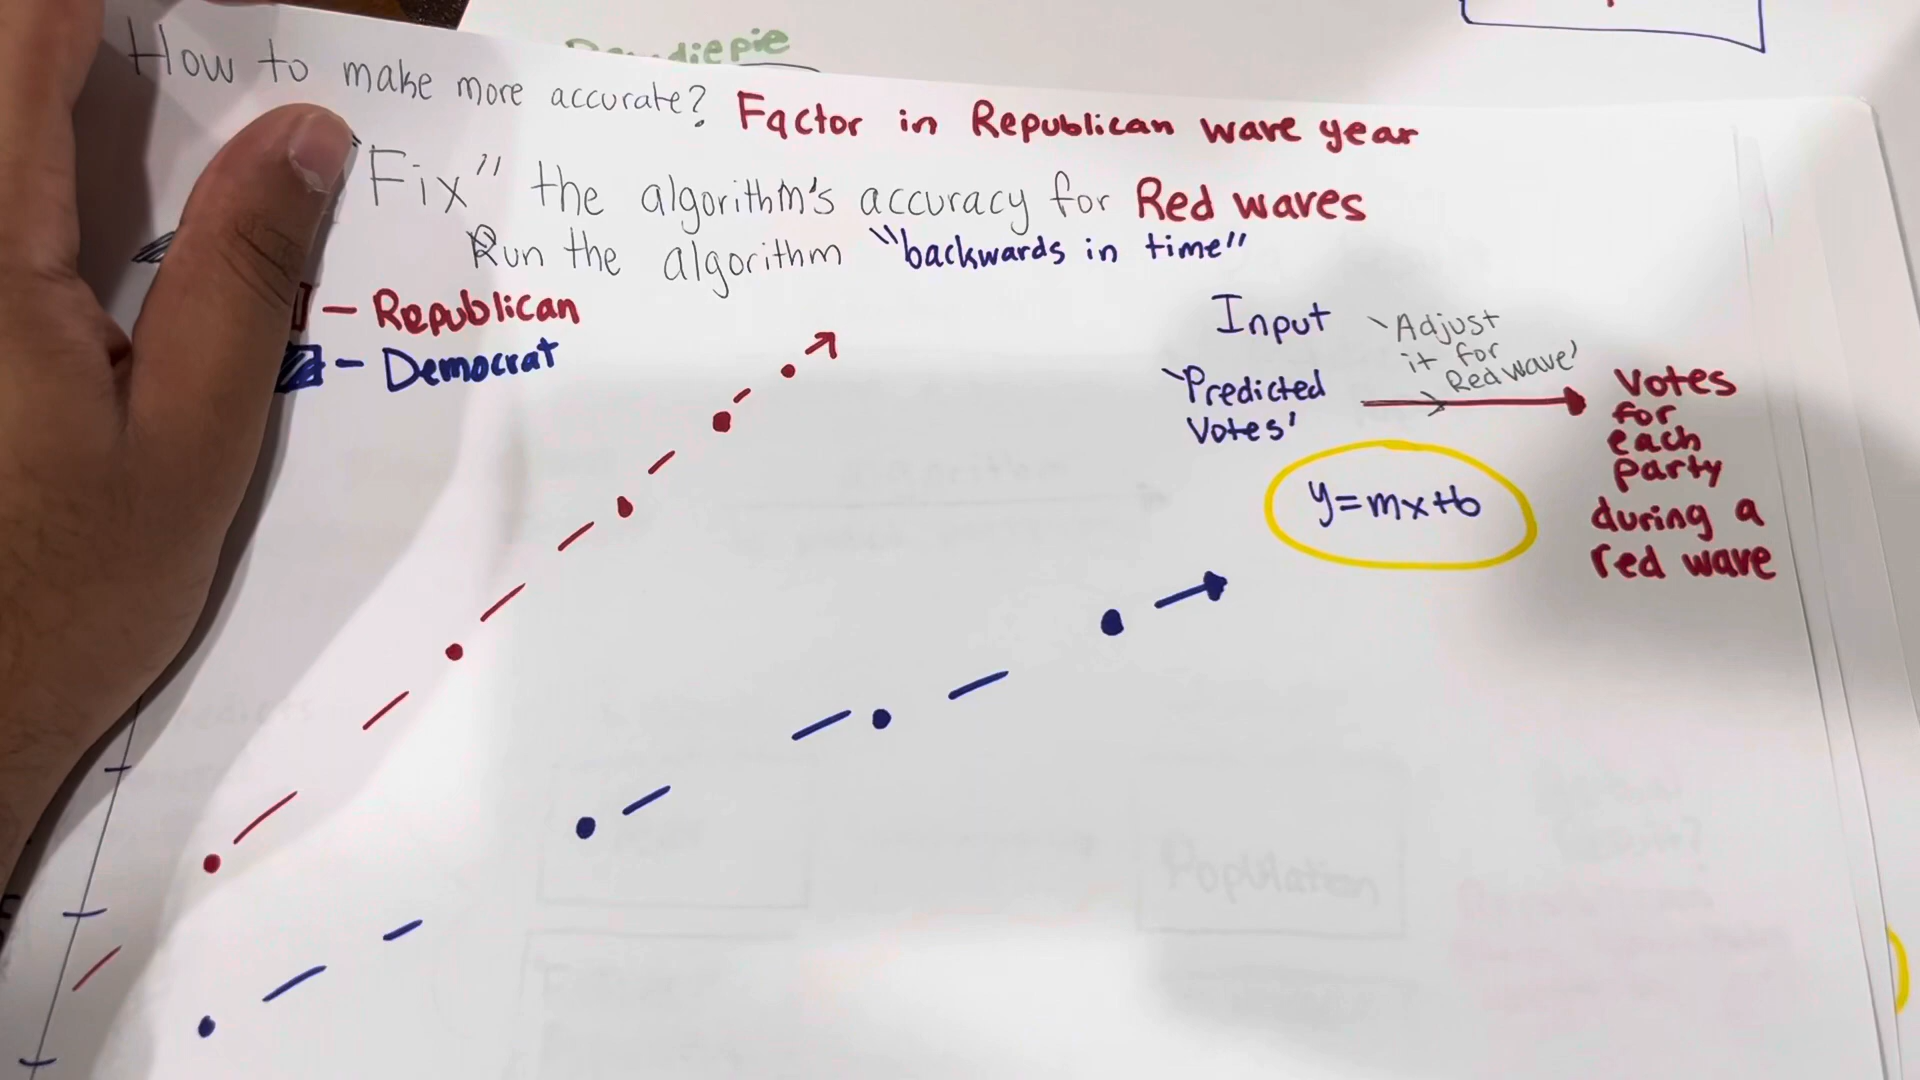 diepie
How to make more accurate? Factor in Republican wave year
"Fix" the algorithm's accuracy for Red waves
Run the algorithm "backwards in time"
- Republican
- Democrat
Input
'Predicted
Votes'
'Adjust
it for
Red wave'
Votes
for
each
party
during a
red wave
y=mx+b
Population